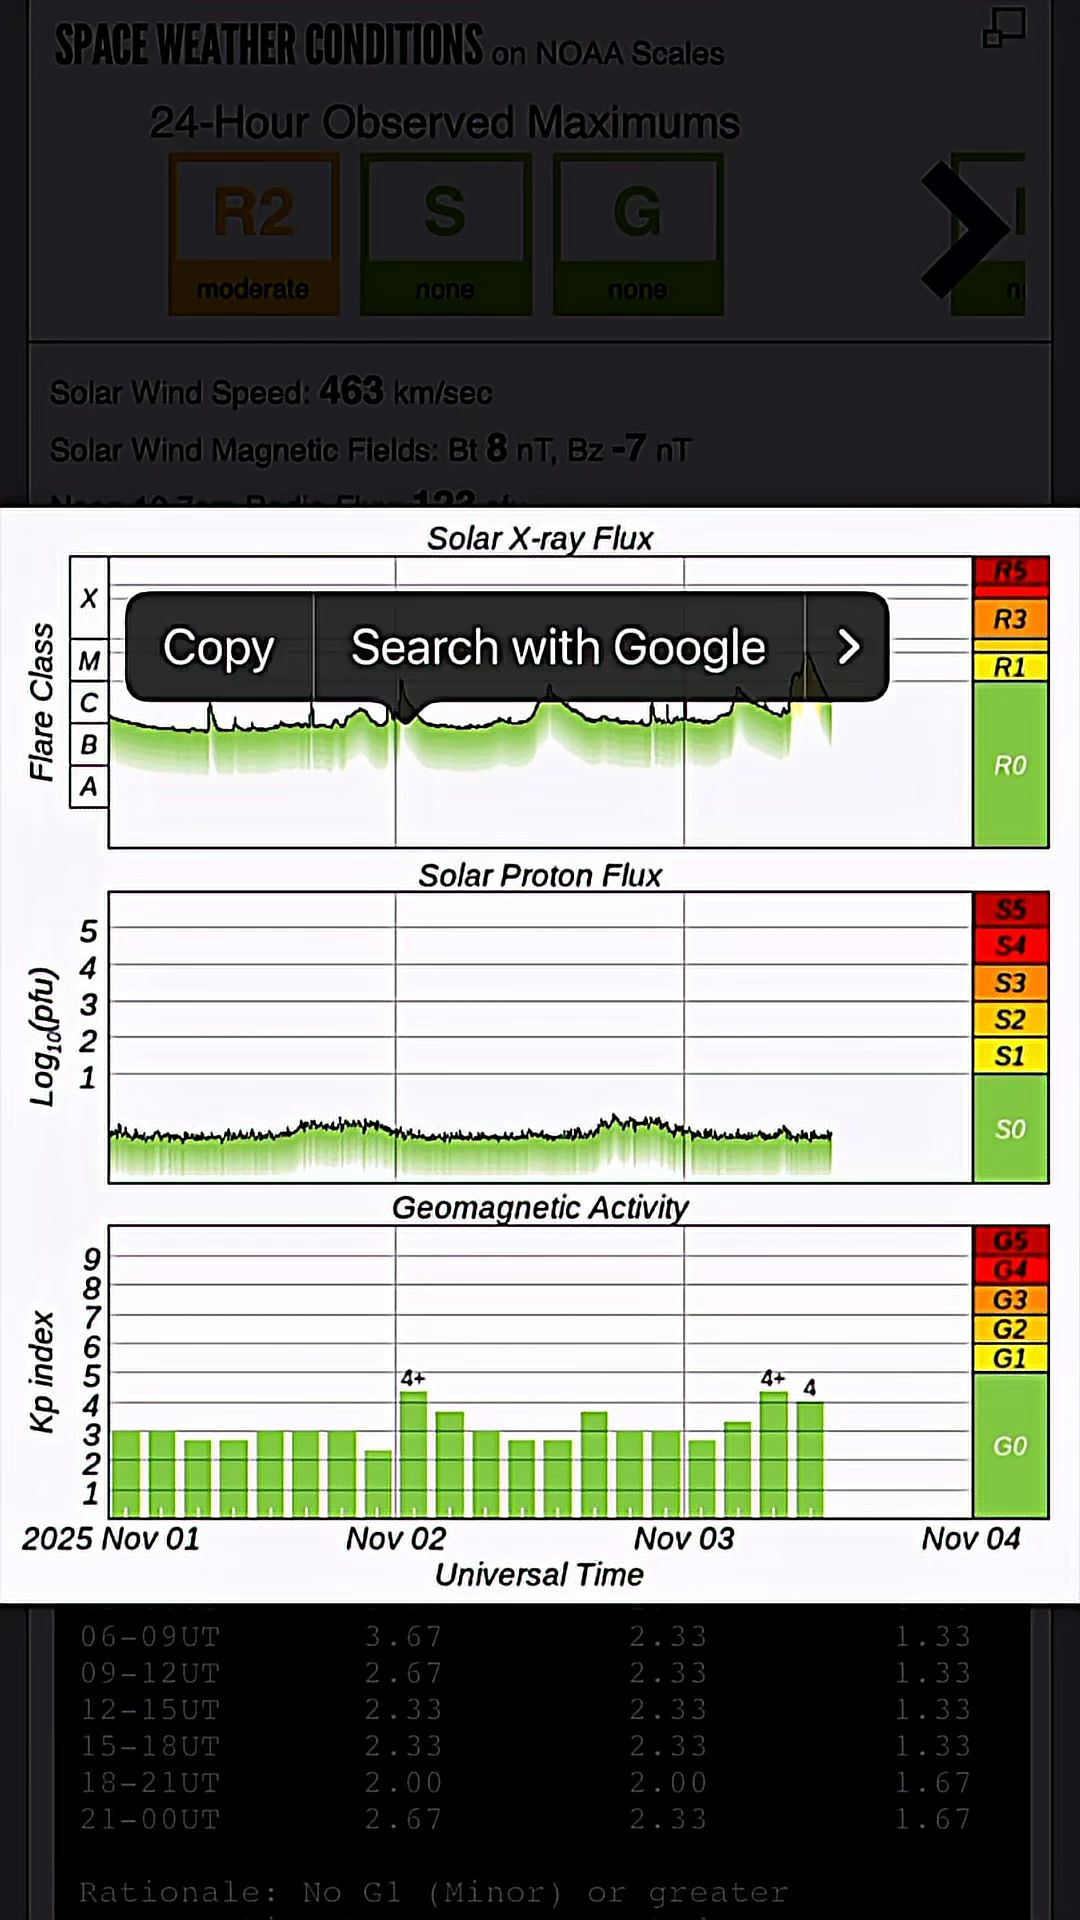 SPACE WEATHER CONDITIONS on NOAA Scales
24-Hour Observed Maximums
R2 S G
moderate none none
Solar Wind Speed: 463 km/sec
Solar Wind Magnetic Fields: Bt 8 nT, Bz -7 nT
Noon 10.7cm Radio Flux 122 sfu
Solar X-ray Flux
Flare Class
X
M
C
B
A
Copy Search with Google
R5
R3
R1
R0
Solar Proton Flux
Log10(pfu)
5
4
3
2
1
S5
S4
S3
S2
S1
S0
Geomagnetic Activity
Kp index
9
8
7
6
5
4
3
2
1
4+ 4+ 4
G5
G4
G3
G2
G1
G0
2025 Nov 01 Nov 02 Nov 03 Nov 04
Universal Time
06-09UT 3.67 2.33 1.33
09-12UT 2.67 2.33 1.33
12-15UT 2.33 2.33 1.33
15-18UT 2.33 2.33 1.33
18-21UT 2.00 2.00 1.67
21-00UT 2.67 2.33 1.67
Rationale: No G1 (Minor) or greater